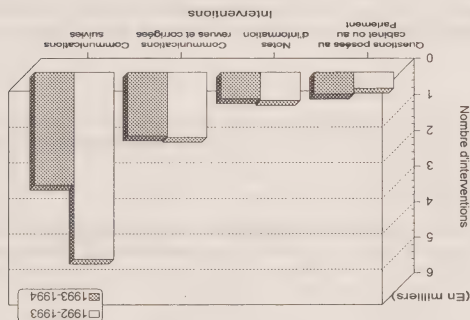 (En milliers)
1992-1993
1993-1994
6
5
4
3
2
1
0
Nombre d'interventions
Questions posées au
cabinet ou au
Parlement
Notes
d'information
Communications
revues et corrigées
Communications
suivies
Interventions